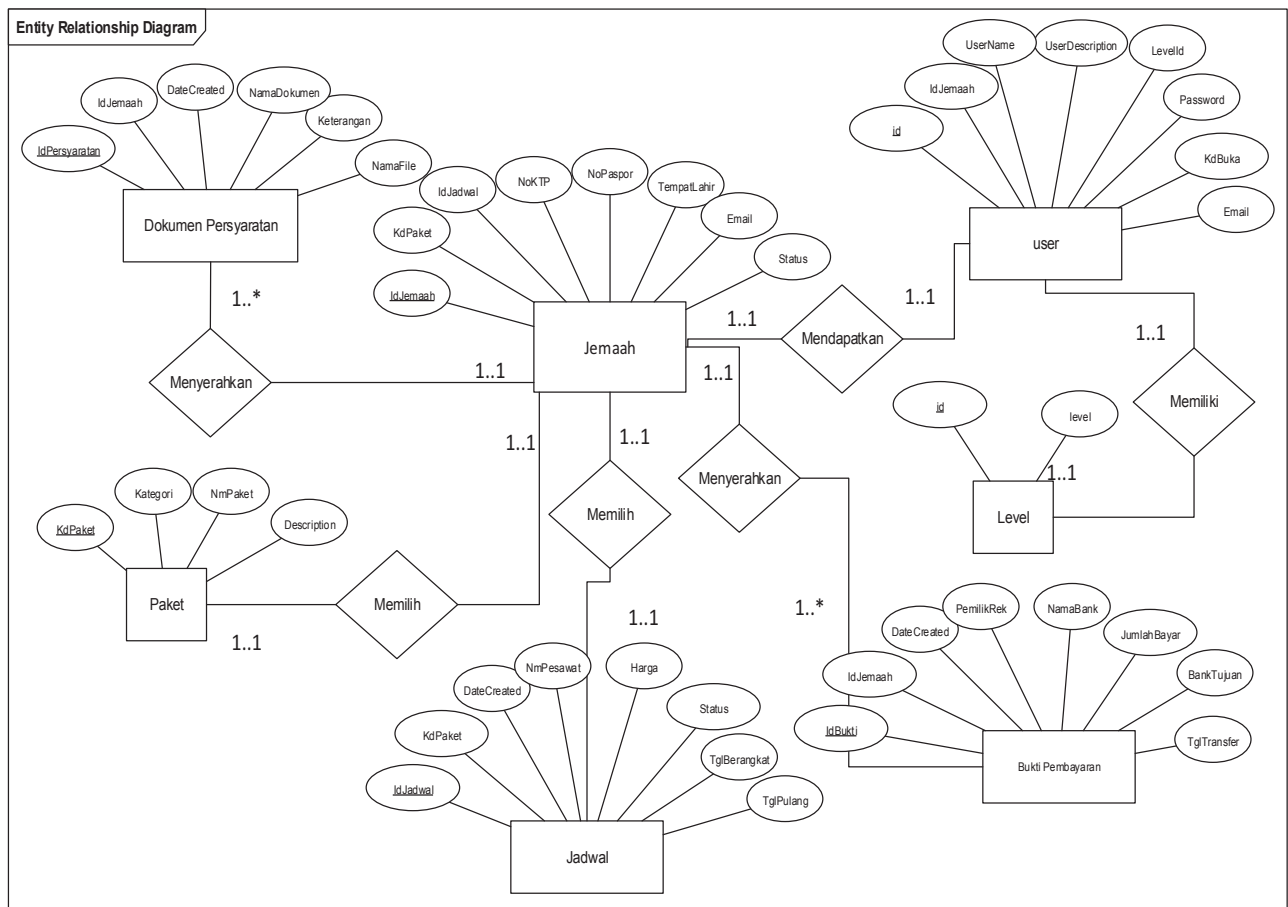 Entity Relationship Diagram
IdPersyaratan
IdJemaah
DateCreated
NamaDokumen
Keterangan
NamaFile
Dokumen Persyaratan
1..*
Menyerahkan
1..1
IdJemaah
KdPaket
IdJadwal
NoKTP
NoPaspor
TempatLahir
Email
Status
Jemaah
1..1
Mendapatkan
1..1
id
IdJemaah
UserName
UserDescription
LevelId
Password
KdBuka
Email
user
1..1
Memiliki
1..1
id
level
Level
1..1
Menyerahkan
1..*
IdBukti
IdJemaah
DateCreated
PemilikRek
NamaBank
JumlahBayar
BankTujuan
TglTransfer
Bukti Pembayaran
1..1
Memilih
1..1
KdPaket
Kategori
NmPaket
Description
Paket
1..1
Memilih
1..1
IdJadwal
KdPaket
DateCreated
NmPesawat
Harga
Status
TglBerangkat
TglPulang
Jadwal